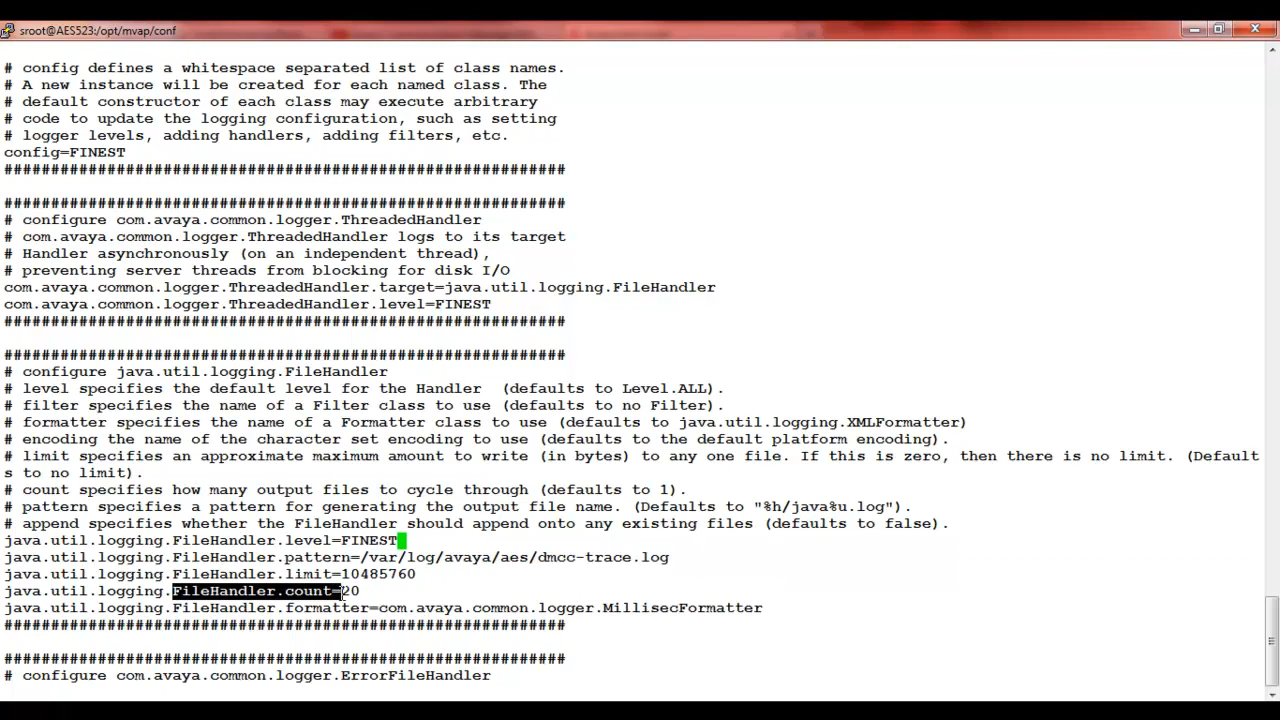 sroot@AES523:/opt/mvap/conf
# config defines a whitespace separated list of class names.
# A new instance will be created for each named class. The
# default constructor of each class may execute arbitrary
# code to update the logging configuration, such as setting
# logger levels, adding handlers, adding filters, etc.
config=FINEST
############################################################
############################################################
# configure com.avaya.common.logger.ThreadedHandler
# com.avaya.common.logger.ThreadedHandler logs to its target
# Handler asynchronously (on an independent thread),
# preventing server threads from blocking for disk I/O
com.avaya.common.logger.ThreadedHandler.target=java.util.logging.FileHandler
com.avaya.common.logger.ThreadedHandler.level=FINEST
############################################################
############################################################
# configure java.util.logging.FileHandler
# level specifies the default level for the Handler  (defaults to Level.ALL).
# filter specifies the name of a Filter class to use (defaults to no Filter).
# formatter specifies the name of a Formatter class to use (defaults to java.util.logging.XMLFormatter)
# encoding the name of the character set encoding to use (defaults to the default platform encoding).
# limit specifies an approximate maximum amount to write (in bytes) to any one file. If this is zero, then there is no limit. (Default
s to no limit).
# count specifies how many output files to cycle through (defaults to 1).
# pattern specifies a pattern for generating the output file name. (Defaults to "%h/java%u.log").
# append specifies whether the FileHandler should append onto any existing files (defaults to false).
java.util.logging.FileHandler.level=FINEST
java.util.logging.FileHandler.pattern=/var/log/avaya/aes/dmcc-trace.log
java.util.logging.FileHandler.limit=10485760
java.util.logging.FileHandler.count=20
java.util.logging.FileHandler.formatter=com.avaya.common.logger.MillisecFormatter
############################################################
############################################################
# configure com.avaya.common.logger.ErrorFileHandler